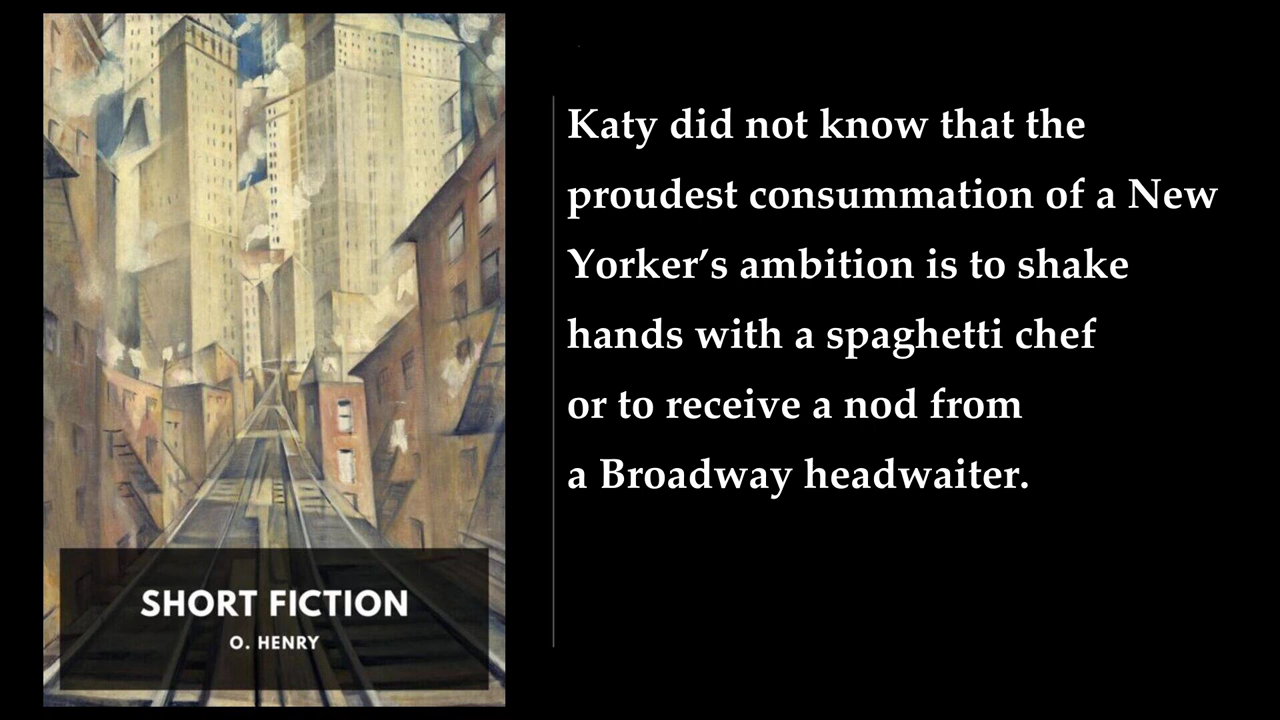 Katy did not know that the
proudest consummation of a New
Yorker’s ambition is to shake
hands with a spaghetti chef
or to receive a nod from
a Broadway headwaiter.
SHORT FICTION
O. HENRY